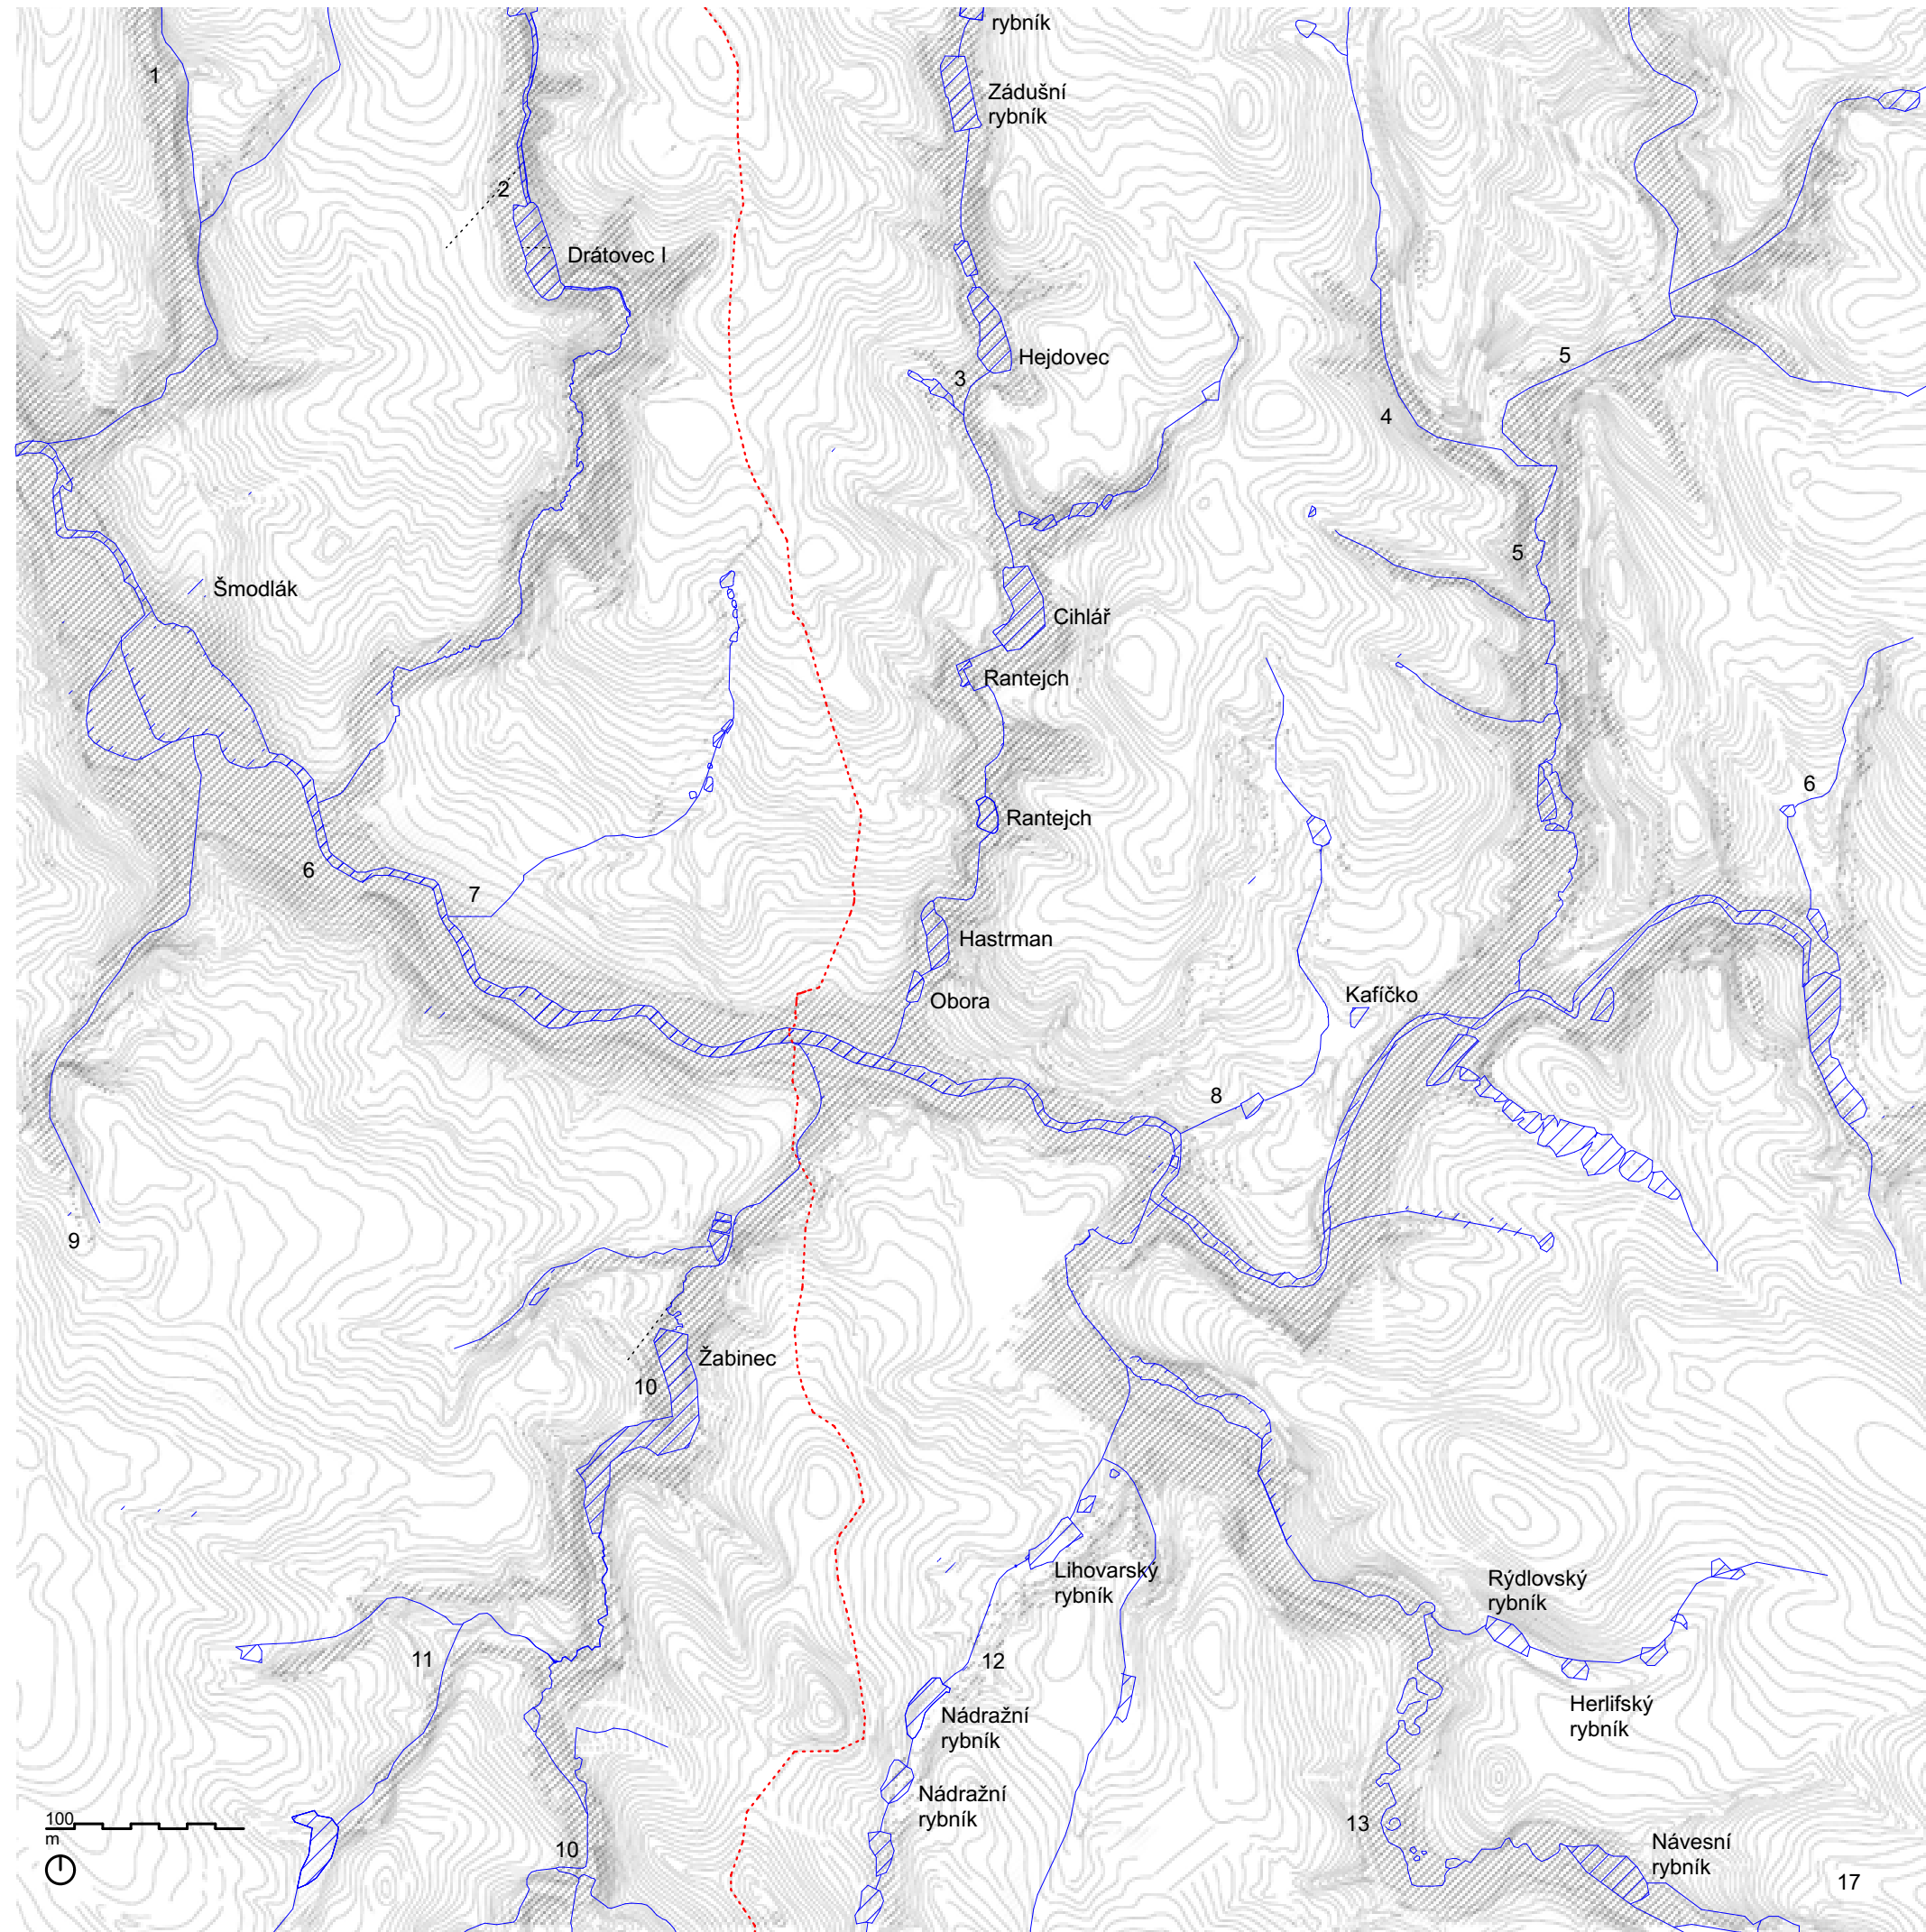 rybník
1
Zádušní
rybník
2
Drátovec I
Hejdovec
5
3
4
5
Šmodlák
Cihlář
Rantejch
6
Rantejch
6
7
Hastrman
Kafíčko
Obora
8
9
Žabinec
10
Lihovarský
rybník
Rýdlovský
rybník
11
12
Herlifský
rybník
Nádražní
rybník
Nádražní
rybník
100
m
13
10
Návesní
rybník
17